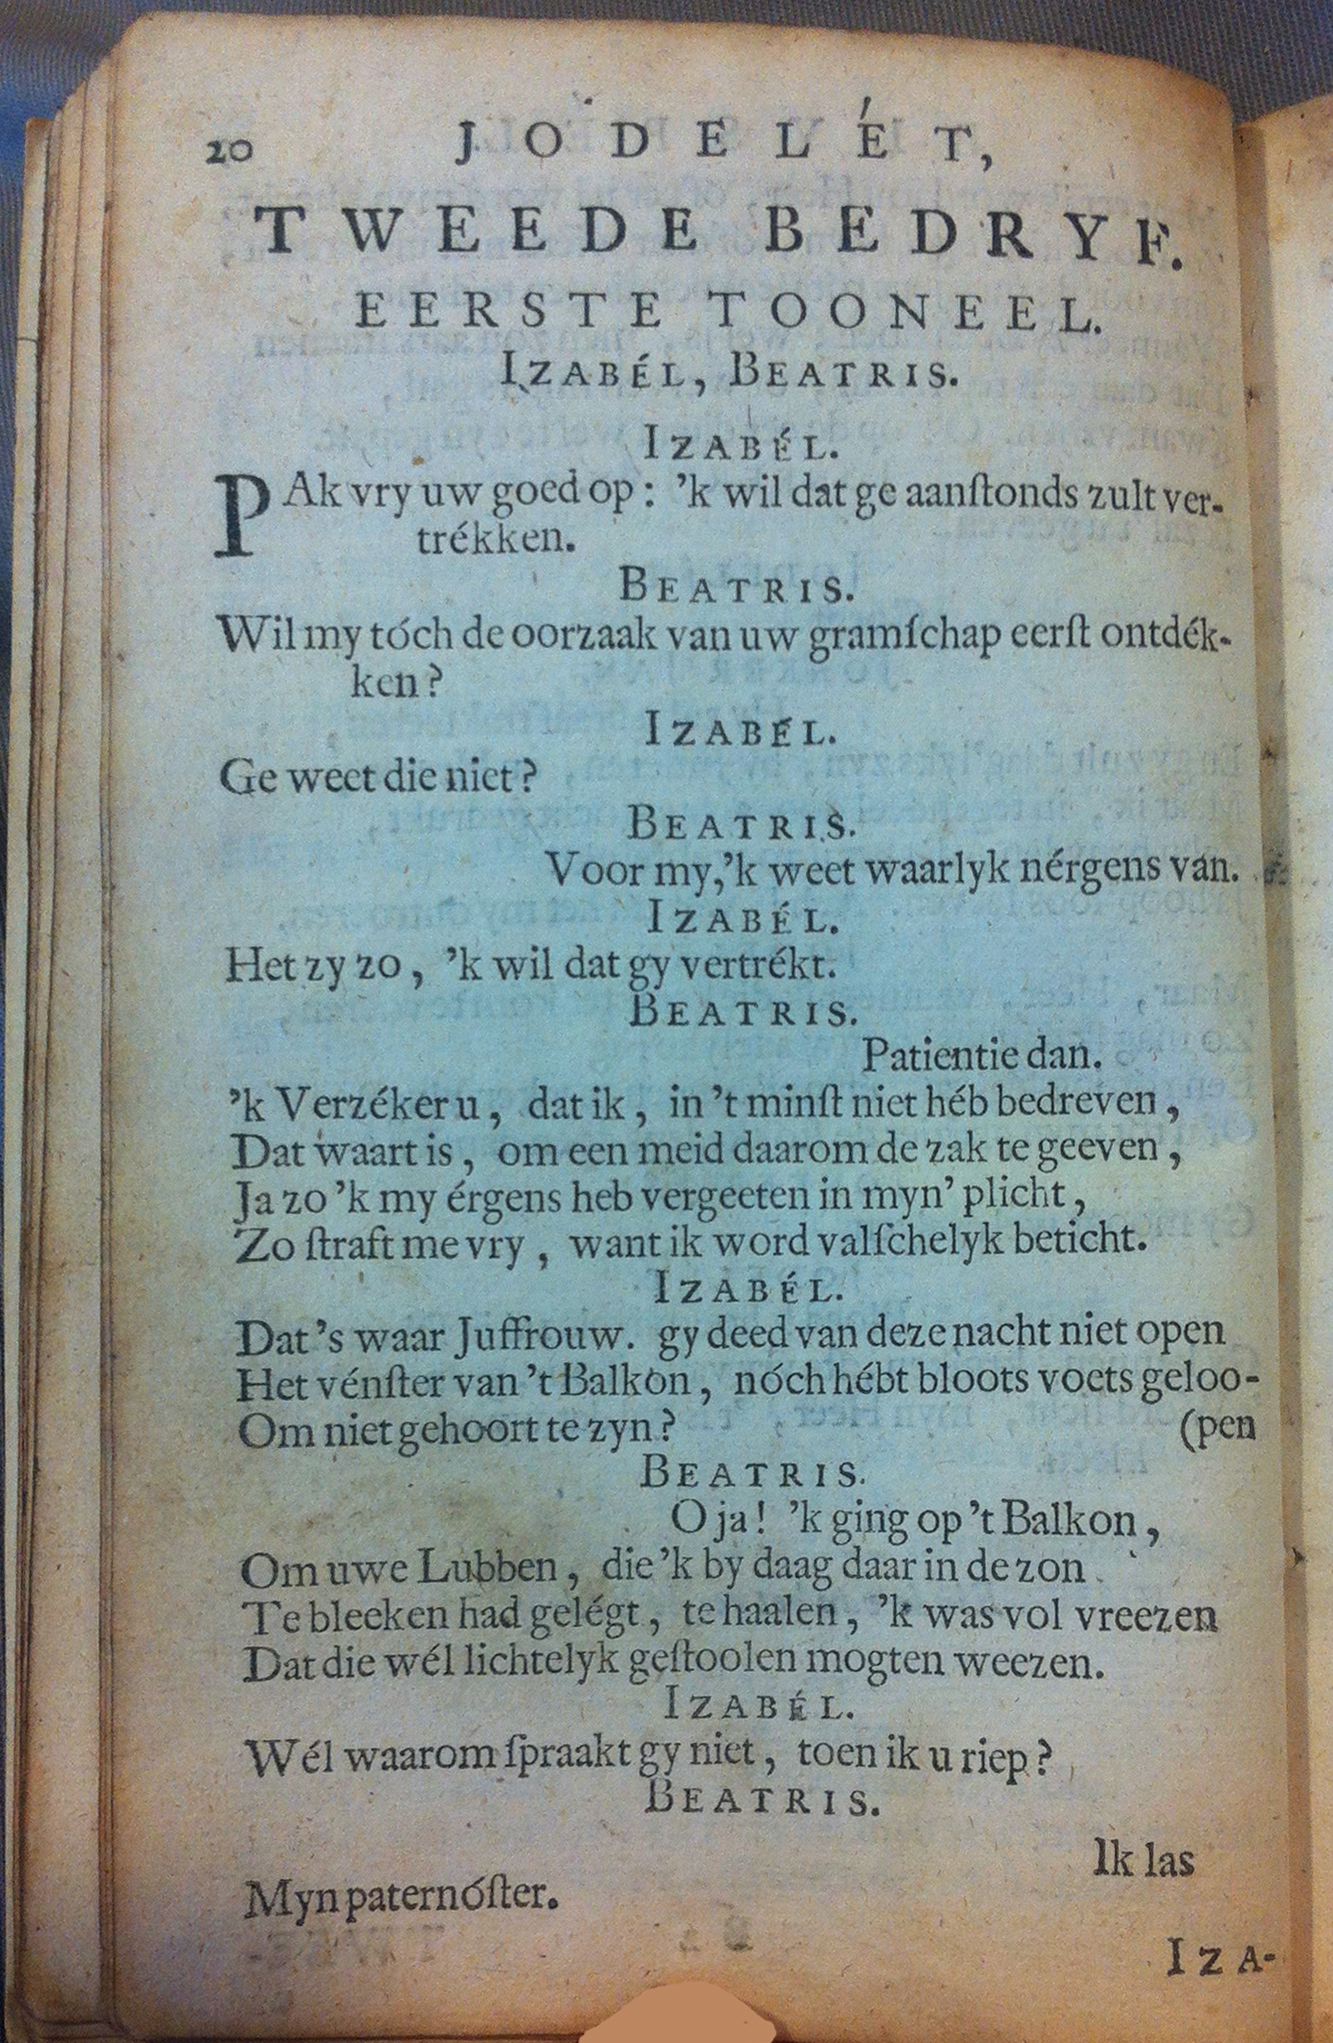 20 JODELÉT,
TWEEDE BEDRYF.
EERSTE TOONEEL.
IZABÉL, BEATRIS.
IZABÉL.
PAk vry uw goed op: ’k wil dat ge aanſtonds zult ver-
trékken.
BEATRIS.
Wil my tóch de oorzaak van uw gramſchap eerſt ontdék-
ken?
IZABÉL.
Ge weet die niet?
BEATRIS.
Voor my,’k weet waarlyk nérgens van.
IZABÉL.
Het zy zo, ’k wil dat gy vertrékt.
BEATRIS.
Patientie dan.
’k Verzéker u, dat ik, in ’t minſt niet héb bedreven,
Dat waart is, om een meid daarom de zak te geeven,
Ja zo ’k my érgens heb vergeeten in myn’ plicht,
Zo ſtraft me vry, want ik word valſchelyk beticht.
IZABÉL.
Dat ’s waar Juffrouw. gy deed van deze nacht niet open
Het vénſter van ’t Balkon, nóch hébt bloots voets geloo-
Om niet gehoort te zyn? (pen
BEATRIS.
O ja! ’k ging op ’t Balkon,
Om uwe Lubben, die ’k by daag daar in de zon
Te bleeken had gelégt, te haalen, ’k was vol vreezen
Dat die wél lichtelyk geſtoolen mogten weezen.
IZABÉL.
Wél waarom ſpraakt gy niet, toen ik u riep?
BEATRIS.
Ik las
Myn paternóſter.
IZA-